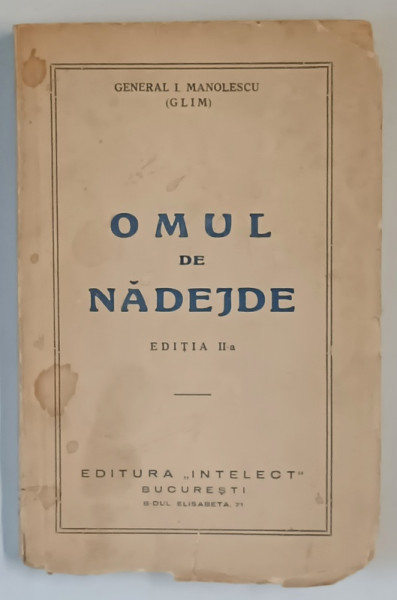 GENERAL I. MANOLESCU
(GLIM)
OMUL
DE
NĂDEJDE
EDIȚIA II-a
EDITURA „INTELECT"
BUCUREȘTI
B-DUL ELISABETA, 71